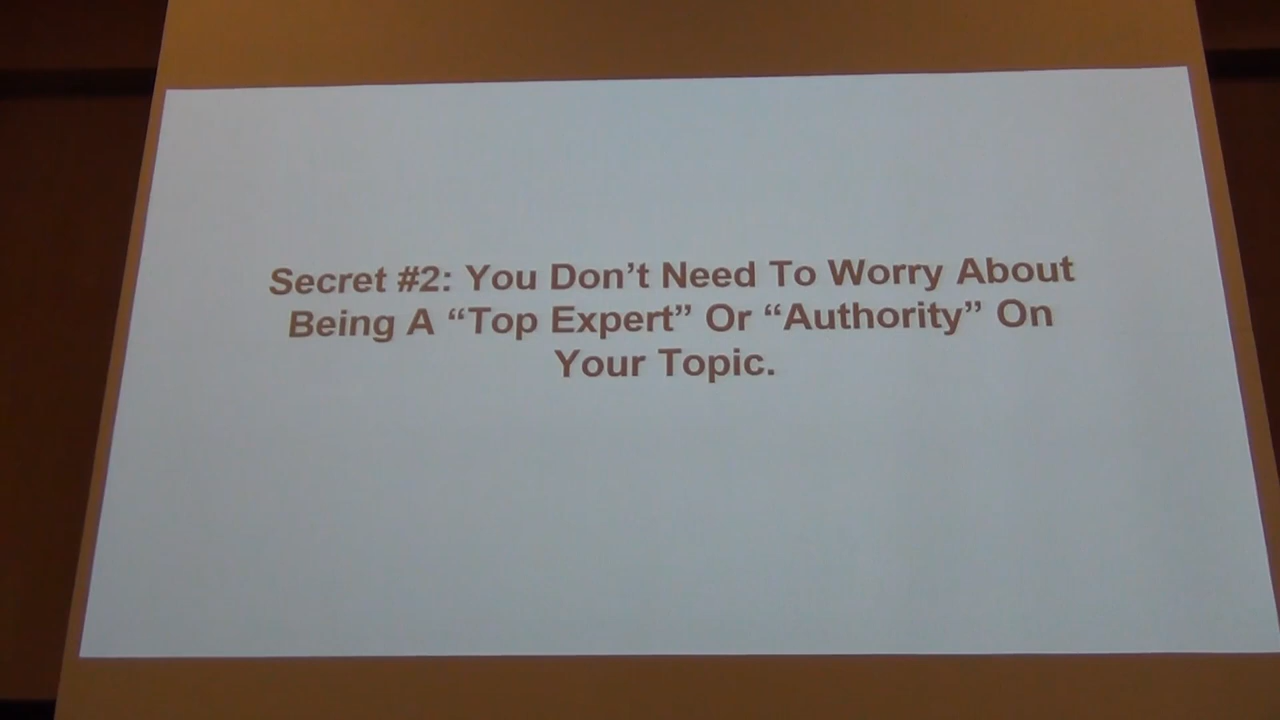 Secret #2: You Don’t Need To Worry About
Being A “Top Expert” Or “Authority” On
Your Topic.